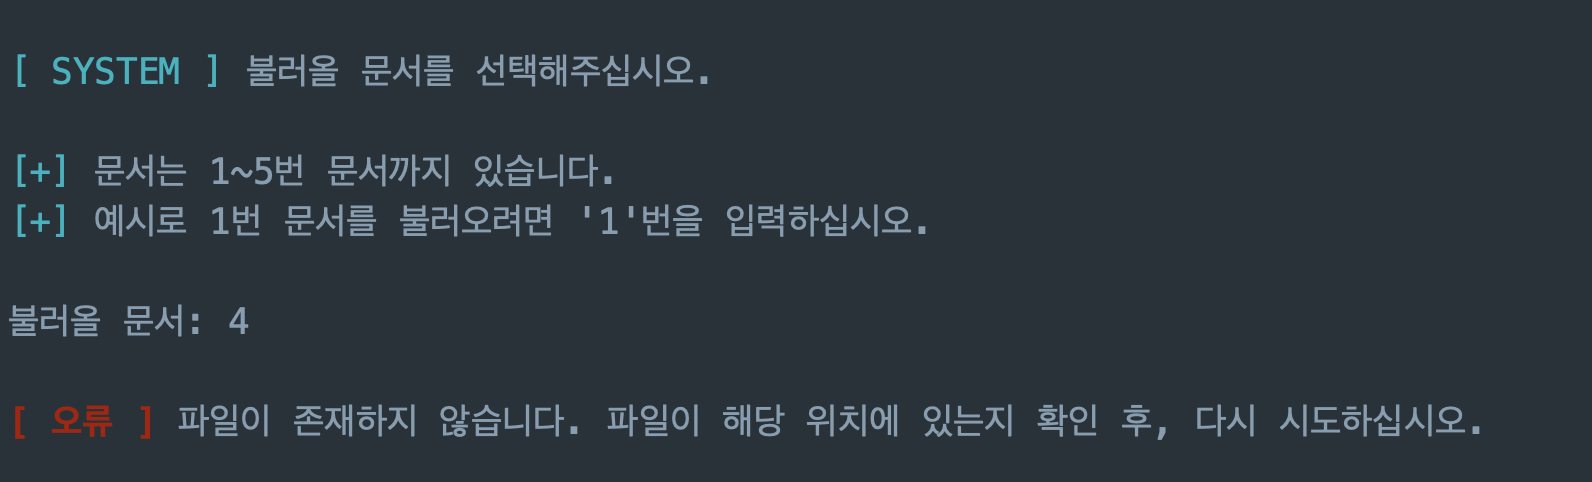 [ SYSTEM ] 불러올 문서를 선택해주십시오.
[+] 문서는 1~5번 문서까지 있습니다.
[+] 예시로 1번 문서를 불러오려면 '1'번을 입력하십시오.
불러올 문서: 4
[ 오류 ] 파일이 존재하지 않습니다. 파일이 해당 위치에 있는지 확인 후, 다시 시도하십시오.